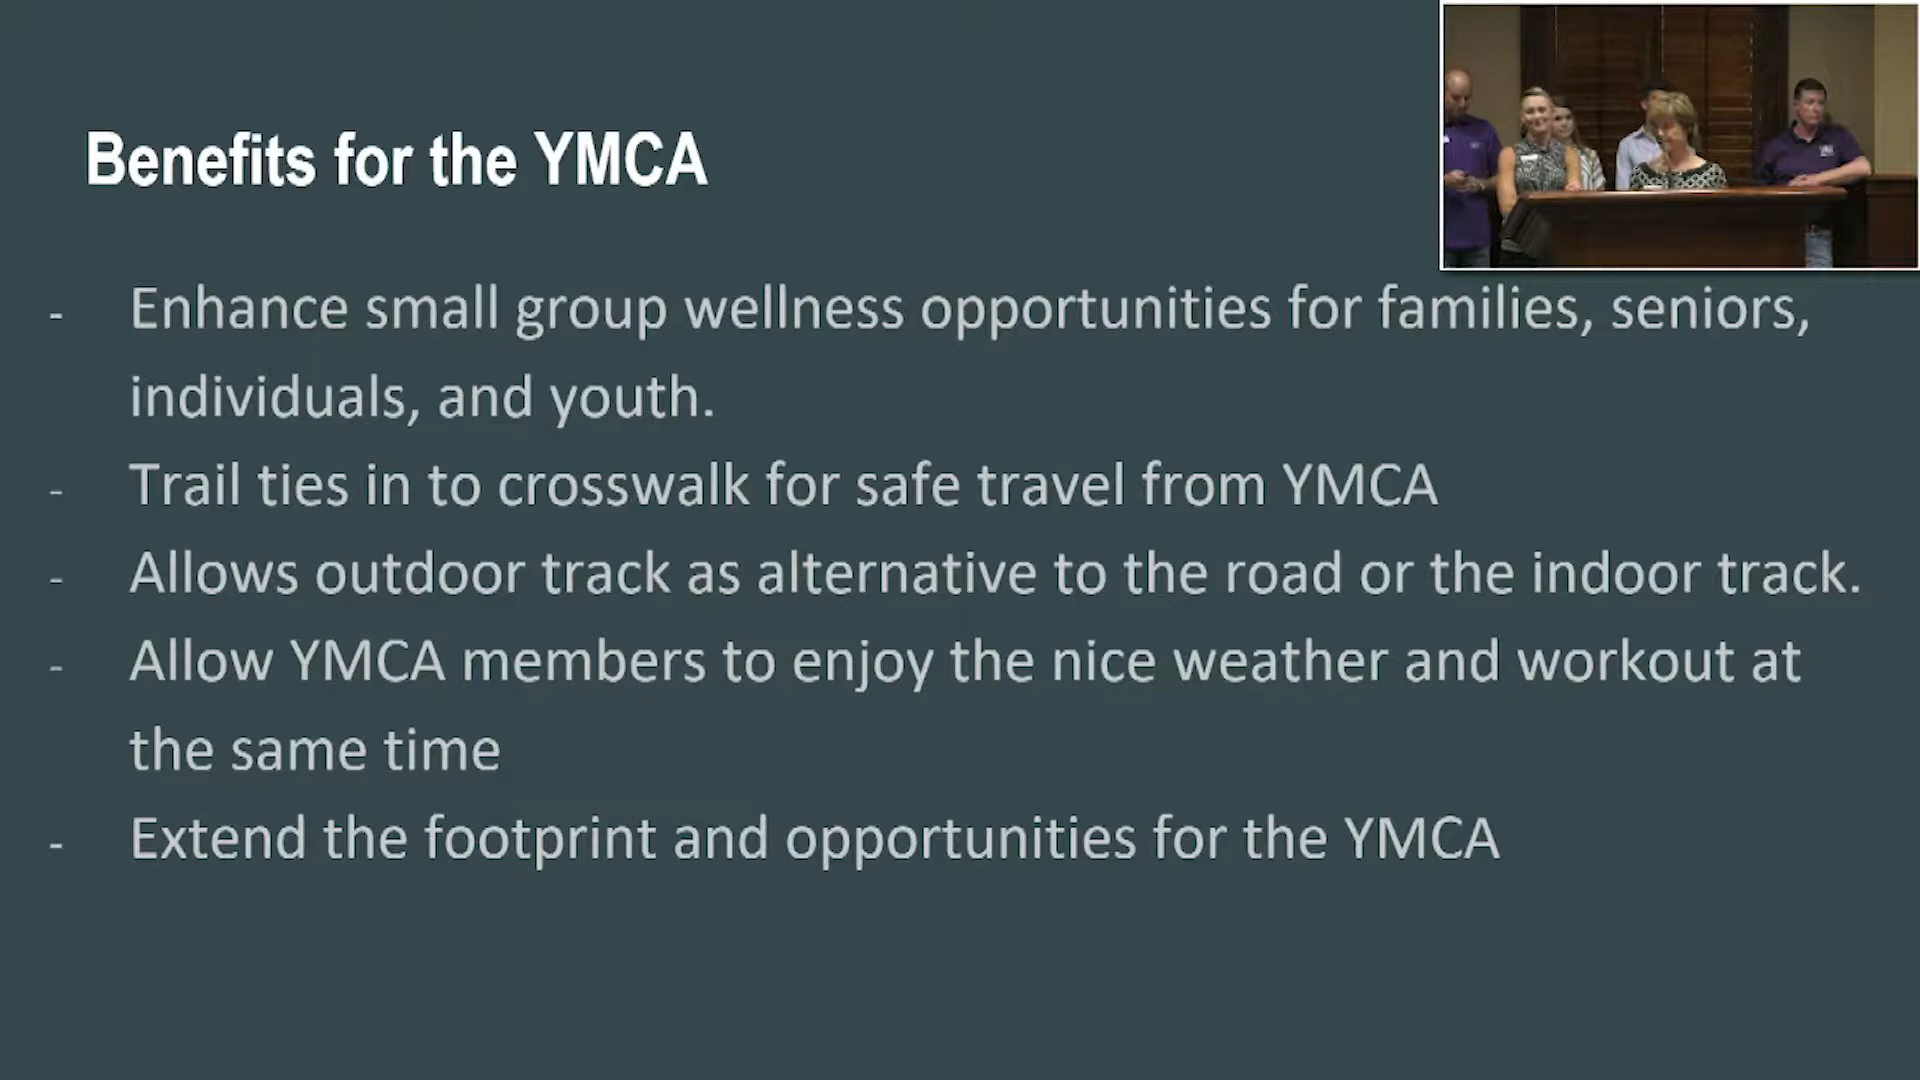 Benefits for the YMCA
- Enhance small group wellness opportunities for families, seniors,
individuals, and youth.
- Trail ties in to crosswalk for safe travel from YMCA
- Allows outdoor track as alternative to the road or the indoor track.
- Allow YMCA members to enjoy the nice weather and workout at
the same time
- Extend the footprint and opportunities for the YMCA